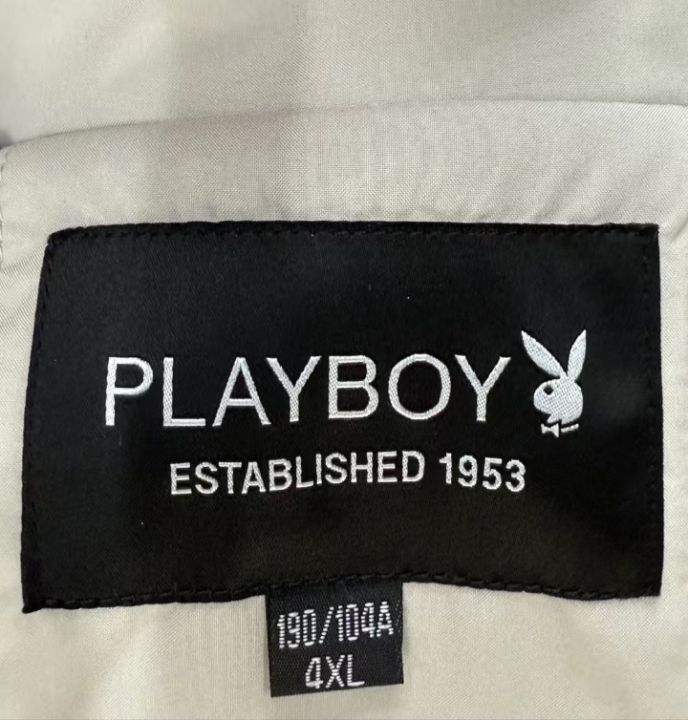 PLAYBOY
ESTABLISHED 1953
190/104A
4XL